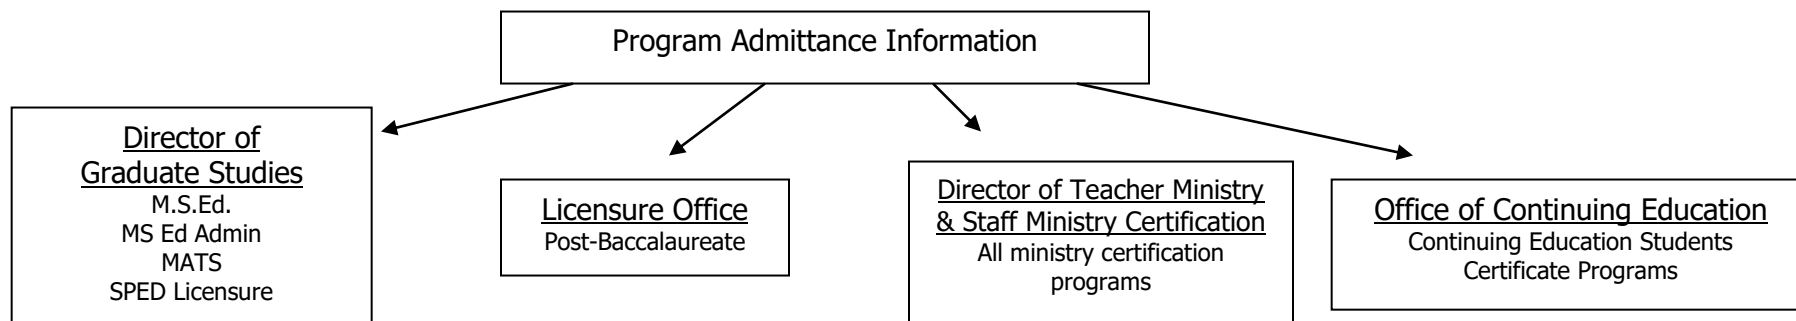 Program Admittance Information
Director of
Graduate Studies
M.S.Ed.
MS Ed Admin
MATS
SPED Licensure
Licensure Office
Post-Baccalaureate
Director of Teacher Ministry
& Staff Ministry Certification
All ministry certification
programs
Office of Continuing Education
Continuing Education Students
Certificate Programs